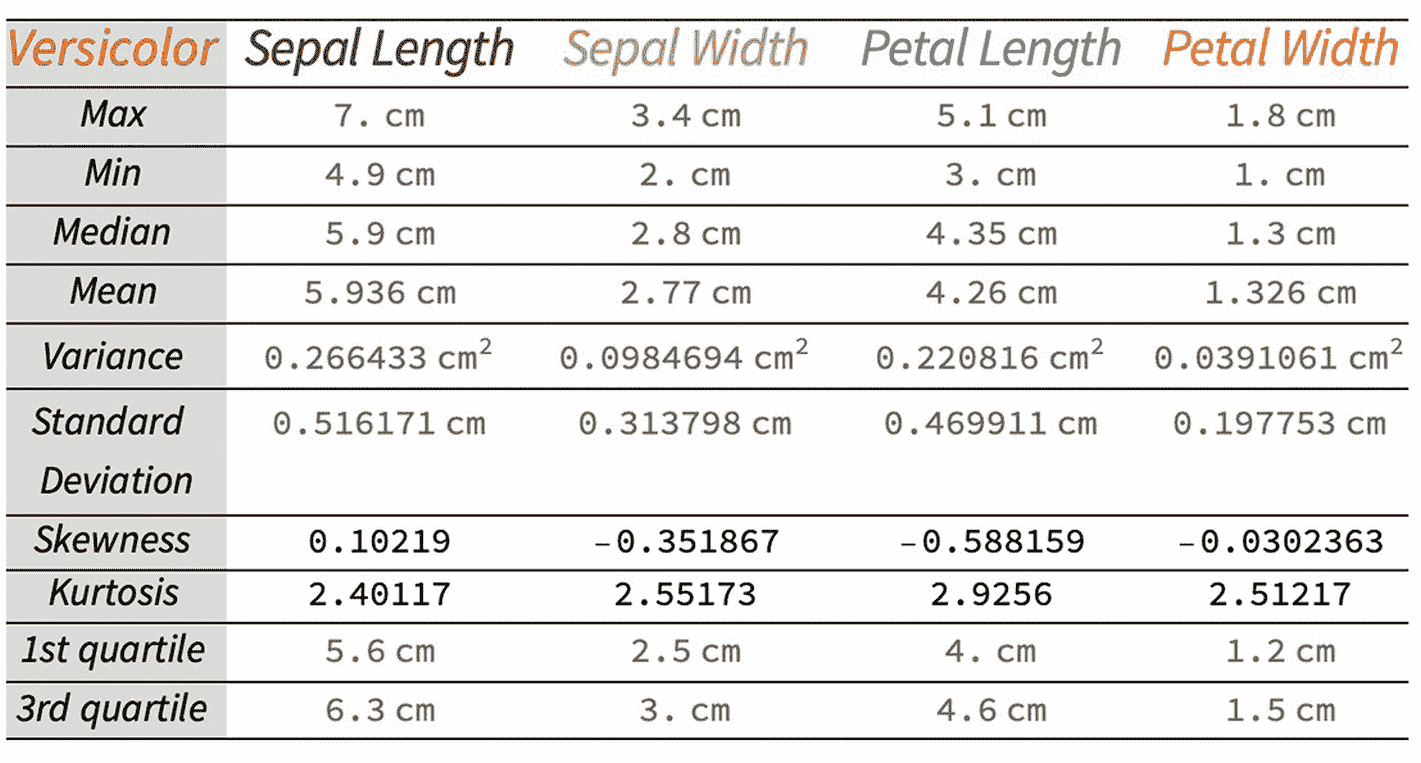 Versicolor Sepal Length Sepal Width Petal Length Petal Width
Max 7. cm 3.4 cm 5.1 cm 1.8 cm
Min 4.9 cm 2. cm 3. cm 1. cm
Median 5.9 cm 2.8 cm 4.35 cm 1.3 cm
Mean 5.936 cm 2.77 cm 4.26 cm 1.326 cm
Variance 0.266433 cm² 0.0984694 cm² 0.220816 cm² 0.0391061 cm²
Standard 0.516171 cm 0.313798 cm 0.469911 cm 0.197753 cm
Deviation
Skewness 0.10219 −0.351867 −0.588159 −0.0302363
Kurtosis 2.40117 2.55173 2.9256 2.51217
1st quartile 5.6 cm 2.5 cm 4. cm 1.2 cm
3rd quartile 6.3 cm 3. cm 4.6 cm 1.5 cm